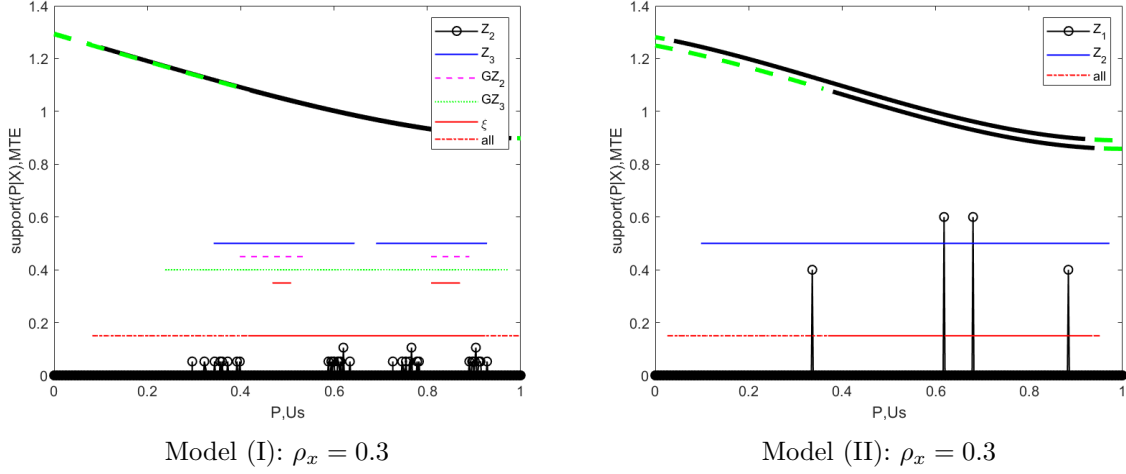 1.4
1.2
1
0.8
0.6
0.4
0.2
0
support(P|X),MTE
0 0.2 0.4 0.6 0.8 1
P,Us
Z₂
Z₃
GZ₂
GZ₃
ξ
all
Model (I): ρₓ = 0.3
1.4
1.2
1
0.8
0.6
0.4
0.2
0
support(P|X),MTE
0 0.2 0.4 0.6 0.8 1
P,Us
Z₁
Z₂
all
Model (II): ρₓ = 0.3